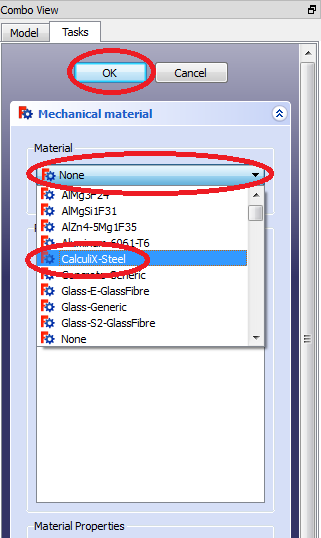 Combo View
Model Tasks
OK Cancel
Mechanical material
Material
None
AlMg3F24
AlMgSi1F31
AlZn4-5Mg1F35
Aluminum-6061-T6
CalculiX-Steel
Concrete-Generic
Glass-E-GlassFibre
Glass-Generic
Glass-S2-GlassFibre
None
Material Properties